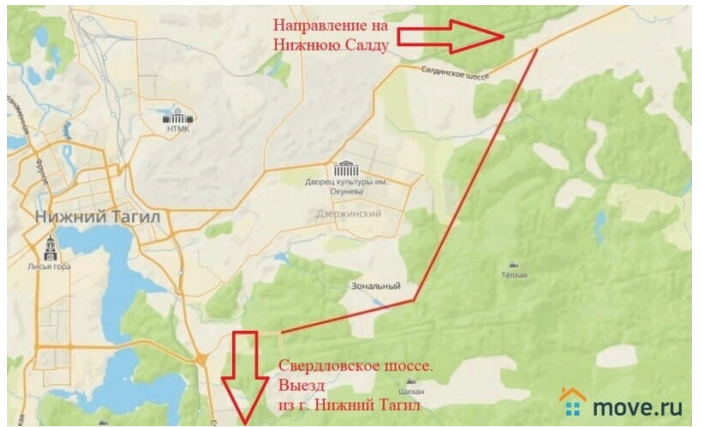 Направление на
Нижнюю Салду
Салдинское шоссе
НТМК
Фрунзе
Дворец культуры им.
Окунева
Дзержинский
Нижний Тагил
Лисья гора
Зональный
Тёплая
Свердловское шоссе.
Выезд
из г. Нижний Тагил
Шихан
move.ru